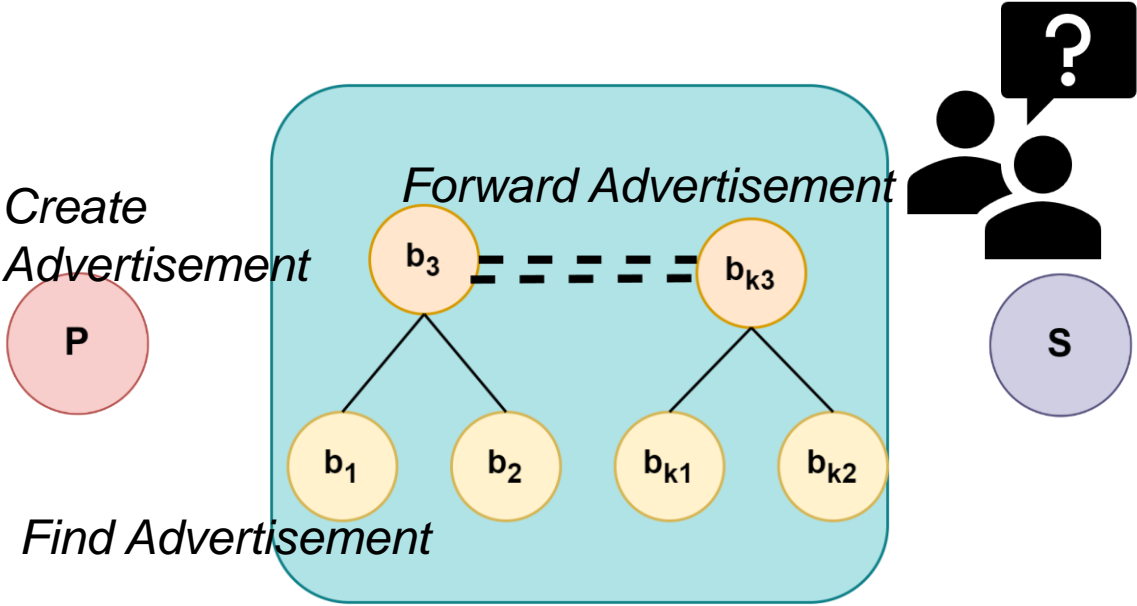 ?
Forward Advertisement
Create
Advertisement
b3
bk3
P
S
b1
b2
bk1
bk2
Find Advertisement